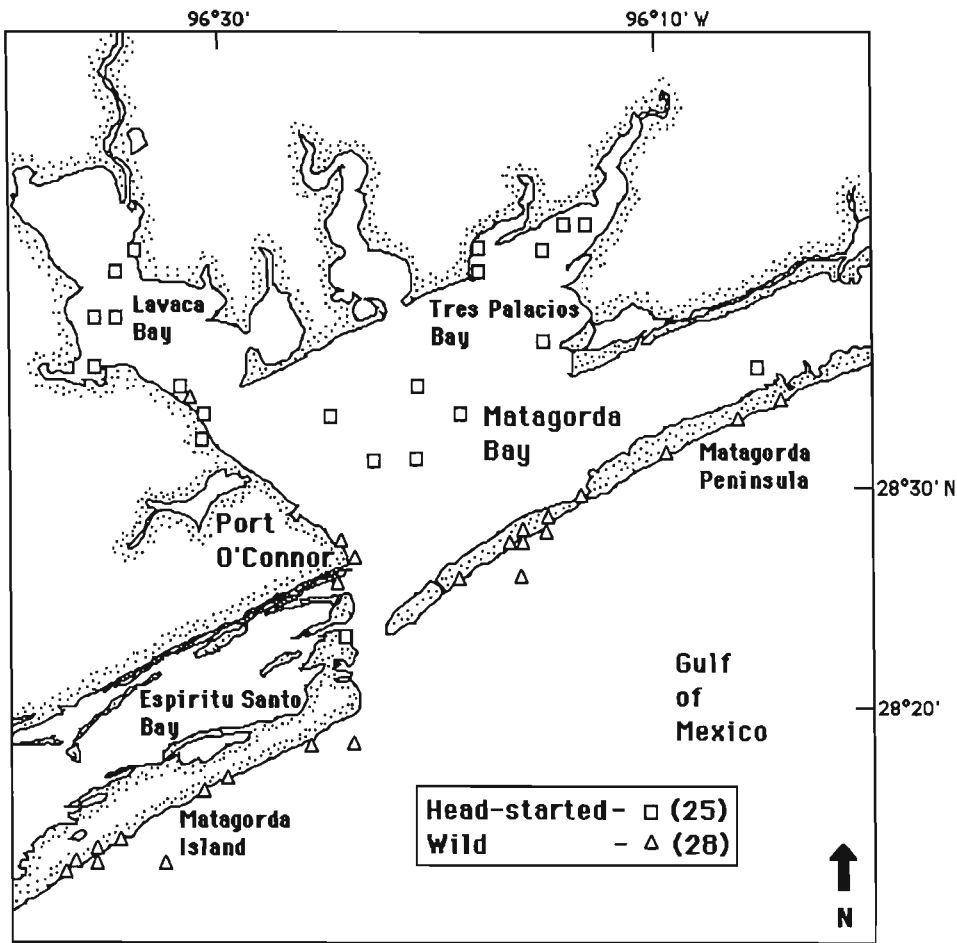 96°30'
96°10' W
Lavaca
Bay
Tres Palacios
Bay
Matagorda
Bay
Matagorda
Peninsula
28°30' N
Port
O'Connor
Gulf
of
Mexico
Espiritu Santo
Bay
28°20'
Matagorda
Island
Head-started- □ (25)
Wild - △ (28)
N